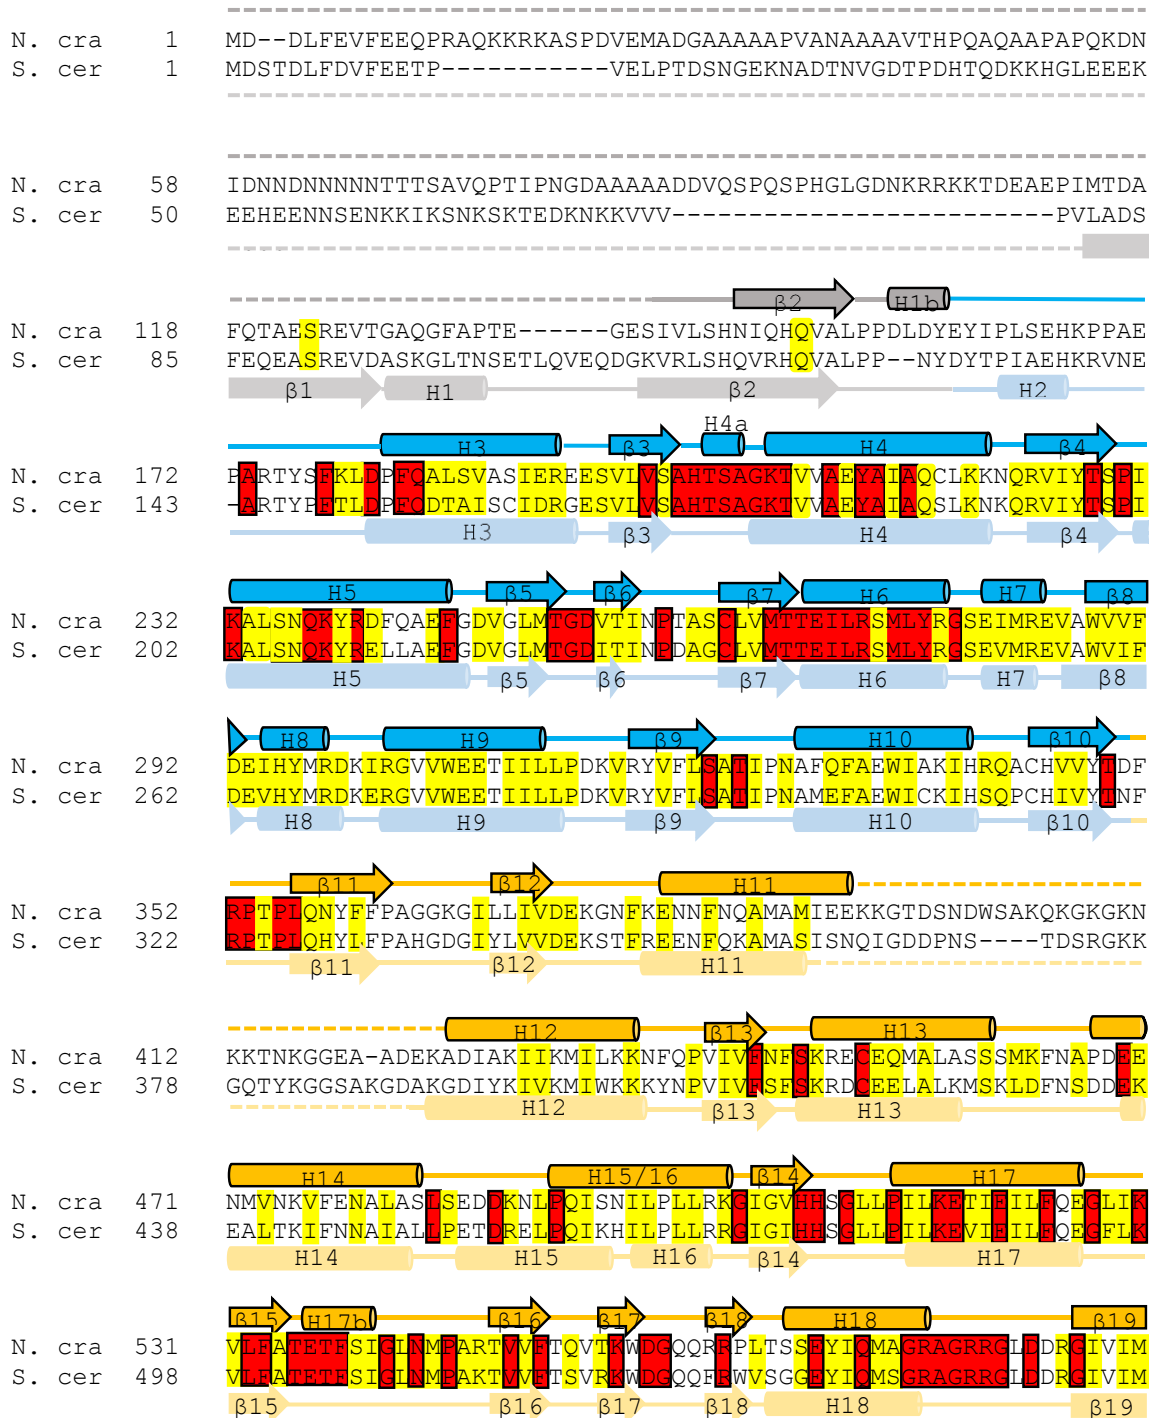 N. cra 1 MD--DLFEVFEEQPRAQKKRKASPDVEMADGAAAAAPVANAAAAVTHPQAQAAPAPQKDN
S. cer 1 MDSTDLFDVFEETP-----------VELPTDSNGEKNADTNVGDTPDHTQDKKHGLEEEK
N. cra 58 IDNNDNNNNNTTTSAVQPTIPNGDAAAAADDVQSPQSPHGLGDNKRRKKTDEAEPIMTDA
S. cer 50 EEHEENNSENKKIKSNKSKTEDKNKKVVV-------------------------PVLADS
β2 H1b
N. cra 118 FQTAESREVTGAQGFAPTE------GESIVLSHNIQHQVALPPDLDYEYIPLSEHKPPAE
S. cer 85 FEQEASREVDASKGLTNSETLQVEQDGKVRLSHQVRHQVALPP--NYDYTPIAEHKRVNE
β1 H1 β2 H2
H3 β3 H4a H4 β4
N. cra 172 PARTYSFKLDPFQALSVASIEREESVLVSAHTSAGKTVVAEYAIAQCLKKNQRVIYTSPI
S. cer 143 -ARTYPFTLDPFQDTAISCIDRGESVLVSAHTSAGKTVVAEYAIAQSLKNKQRVIYTSPI
H3 β3 H4 β4
H5 β5 β6 β7 H6 H7 β8
N. cra 232 KALSNQKYRDFQAEFGDVGLMTGDVTINPTASCLVMTTEILRSMLYRGSEIMREVAWVVF
S. cer 202 KALSNQKYRELLAEFGDVGLMTGDITINPDAGCLVMTTEILRSMLYRGSEVMREVAWVIF
H5 β5 β6 β7 H6 H7 β8
H8 H9 β9 H10 β10
N. cra 292 DEIHYMRDKIRGVVWEETIILLPDKVRYVFLSATIPNAFQFAEWIAKIHRQACHVVYTDF
S. cer 262 DEVHYMRDKERGVVWEETIILLPDKVRYVFLSATIPNAMEFAEWICKIHSQPCHIVYTNF
H8 H9 β9 H10 β10
β11 β12 H11
N. cra 352 RPTPLQNYFFPAGGKGILLIVDEKGNFKENNFNQAMAMIEEKKGTDSNDWSAKQKGKGKN
S. cer 322 RPTPLQHYLFPAHGDGIYLVVDEKSTFREENFQKAMASISNQIGDDPNS----TDSRGKK
β11 β12 H11
H12 β13 H13
N. cra 412 KKTNKGGEA-ADEKADIAKIIKMILKKNFQPVIVFNFSKRECEQMALASSSMKFNAPDEE
S. cer 378 GQTYKGGSAKGDAKGDIYKIVKMIWKKKYNPVIVFSFSKRDCEELALKMSKLDFNSDDEK
H12 β13 H13
H14 H15/16 β14 H17
N. cra 471 NMVNKVFENALASLSEDDKNLPQISNILPLLRKGIGVHHSGLLPILKETIEILFQEGLIK
S. cer 438 EALTKIFNNAIALLPETDRELPQIKHILPLLRRGIGIHHSGLLPILKEVIEILFQEGFLK
H14 H15 H16 β14 H17
β15 H17b β16 β17 β18 H18 β19
N. cra 531 VLFATETFSIGLNMPARTVVFTQVTKWDGQQRRPLTSSEYIQMAGRAGRRGLDDRGIVIM
S. cer 498 VLFATETFSIGLNMPAKTVVFTSVRKWDGQQFRWVSGGEYIQMSGRAGRRGLDDRGIVIM
β15 β16 β17 β18 H18 β19